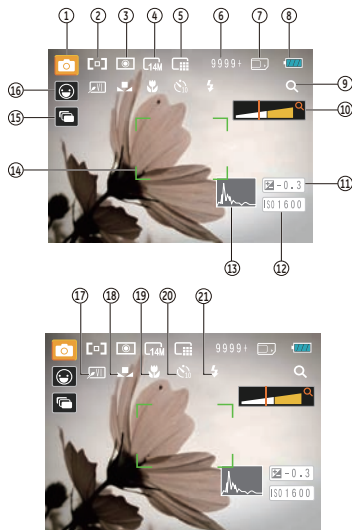 ① ② ③ ④ ⑤ ⑥ ⑦ ⑧
14M 9999+
⑯ ⑨
⑮ ⑩
⑭
-0.3 ⑪
ISO1600
⑬ ⑫
⑰ ⑱ ⑲ ⑳ ㉑
14M 9999+
-0.3
ISO1600